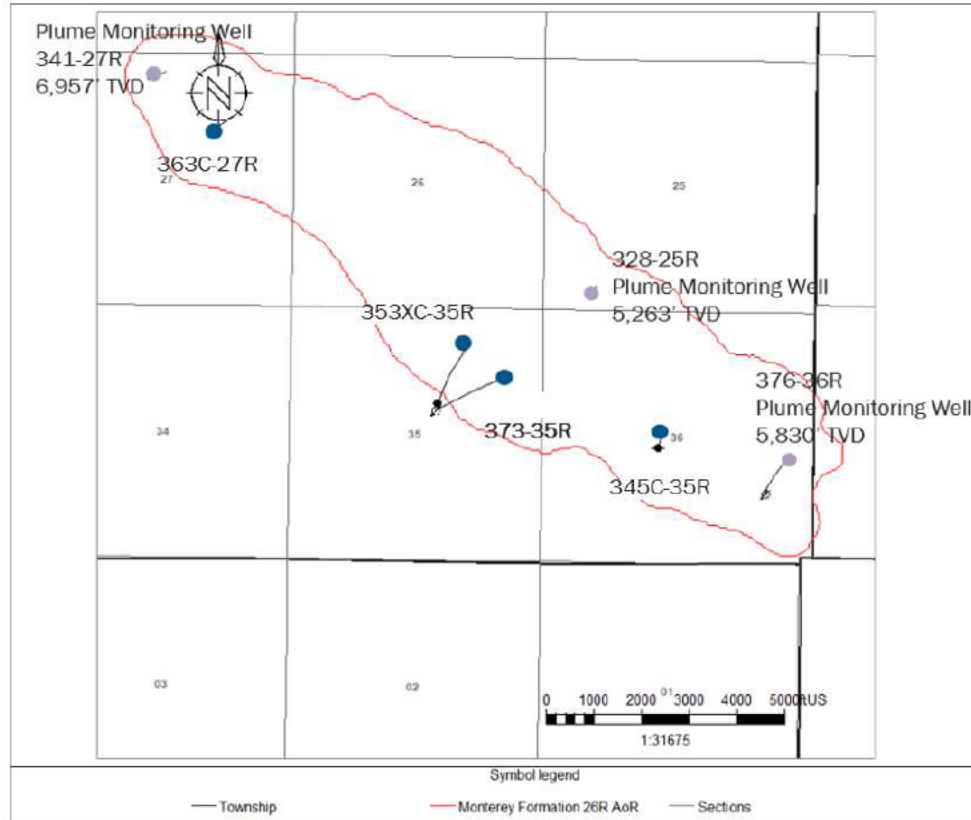 Plume Monitoring Well
341-27R
6,957' TVD
N
363C-27R
27
26
25
328-25R
Plume Monitoring Well
5,263' TVD
353XC-35R
376-36R
Plume Monitoring Well
5,830' TVD
34
35
373-35R
36
345C-35R
03
02
01
0 1000 2000 3000 4000 5000ftUS
1:31675
Symbol legend
Township
Monterey Formation 26R AoR
Sections